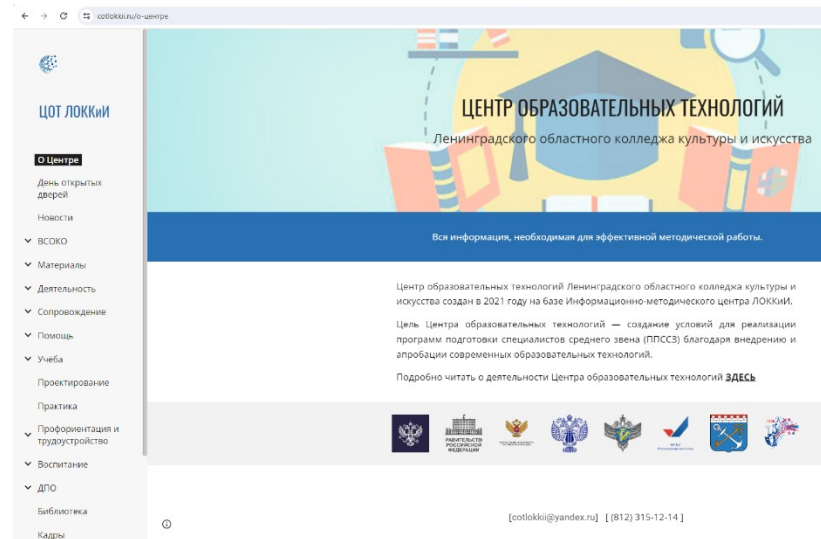 cotlokkii.ru/о-центре
ЦОТ ЛОККиИ
О Центре
День открытых
дверей
Новости
ВСОКО
Материалы
Деятельность
Сопровождение
Помощь
Учёба
Проектирование
Практика
Профориентация и
трудоустройство
Воспитание
ДПО
Библиотека
Кадры
ЦЕНТР ОБРАЗОВАТЕЛЬНЫХ ТЕХНОЛОГИЙ
Ленинградского областного колледжа культуры и искусства
Вся информация, необходимая для эффективной методической работы.
Центр образовательных технологий Ленинградского областного колледжа культуры и
искусства создан в 2021 году на базе Информационно-методического центра ЛОККиИ.
Цель Центра образовательных технологий — создание условий для реализации
программ подготовки специалистов среднего звена (ППССЗ) благодаря внедрению и
апробации современных образовательных технологий.
Подробно читать о деятельности Центра образовательных технологий ЗДЕСЬ
РАВИТЕЛЬСТВ
РОССИЙСКОЙ
ФЕДЕРАЦИИ
[cotlokkii@yandex.ru] [ (812) 315-12-14 ]